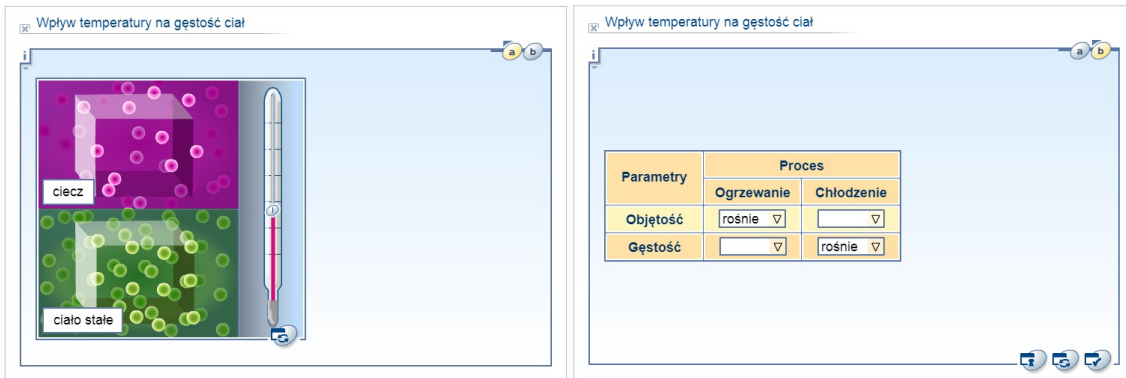 Wpływ temperatury na gęstość ciał
i
a b
ciecz
ciało stałe
Wpływ temperatury na gęstość ciał
i
a b
Parametry Proces
Ogrzewanie Chłodzenie
Objętość rośnie
Gęstość rośnie